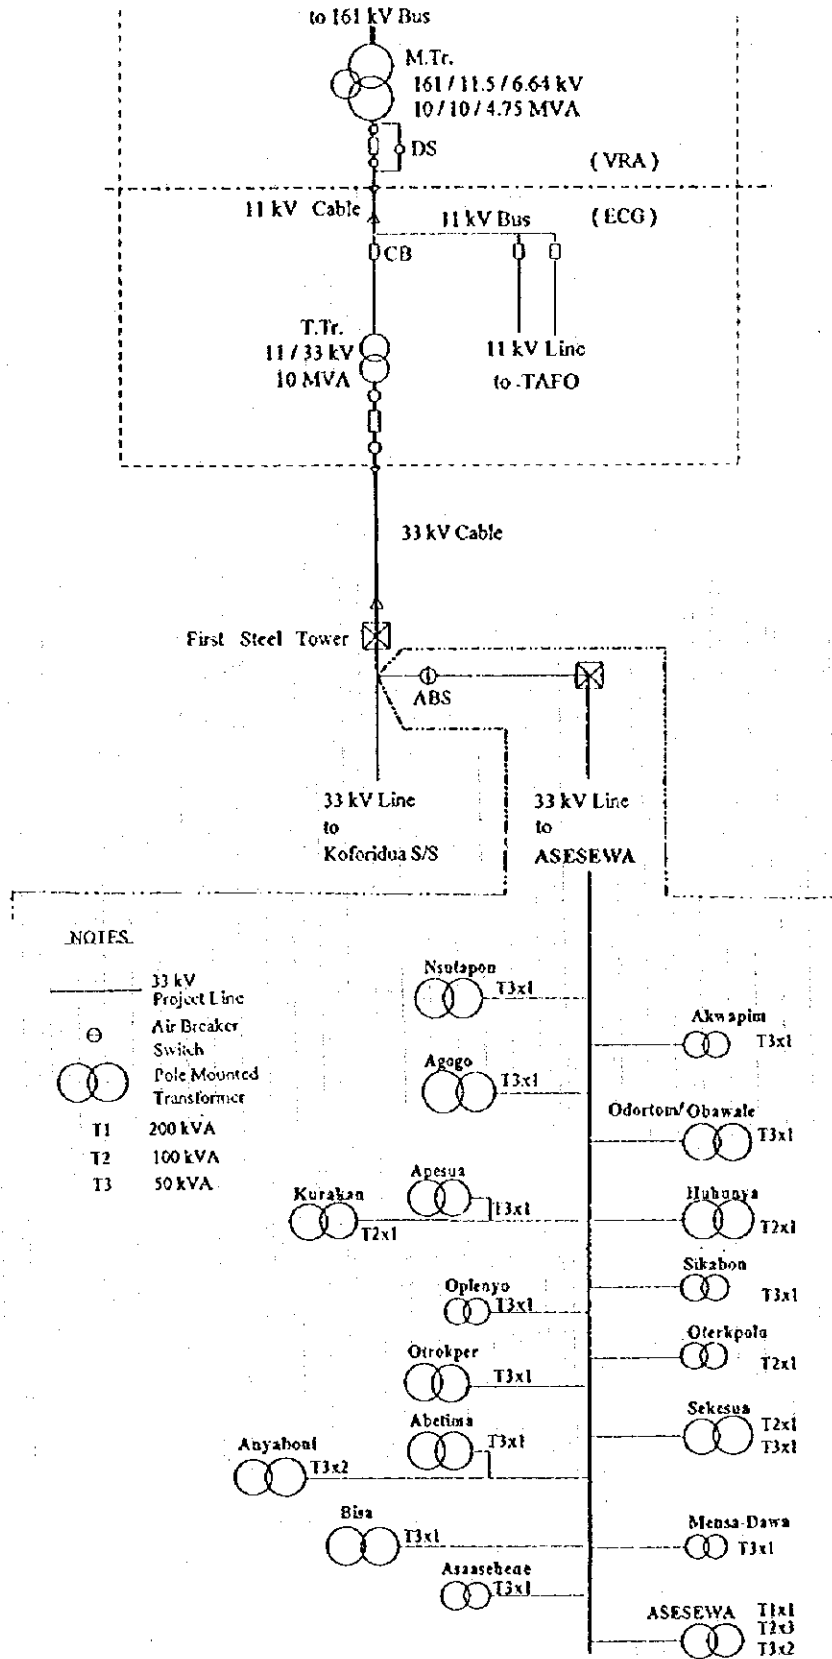 to 161 kV Bus
M.Tr.
161 / 11.5 / 6.64 kV
10 / 10 / 4.75 MVA
DS
( VRA )
11 kV Cable
11 kV Bus
( ECG )
CB
T.Tr.
11 / 33 kV
10 MVA
11 kV Line
to TAFO
33 kV Cable
First Steel Tower
ABS
33 kV Line
to
Koforidua S/S
33 kV Line
to
ASESEWA
NOTES
33 kV
Project Line
Air Breaker
Switch
Pole Mounted
Transformer
T1 200 kVA
T2 100 kVA
T3 50 kVA
Nsutapon
T3x1
Akwapim
T3x1
Agogo
T3x1
Odortom/Obawale
T3x1
Apesua
T3x1
Kurakan
T2x1
Huhunya
T2x1
Sikabon
T3x1
Oplenyo
T3x1
Oterkpolu
T2x1
Otrokper
T3x1
Sekesua
T2x1
T3x1
Abetima
T3x1
Anyaboni
T3x2
Bisa
T3x1
Mensa-Dawa
T3x1
Asaasehene
T3x1
ASESEWA
T1x1
T2x3
T3x2